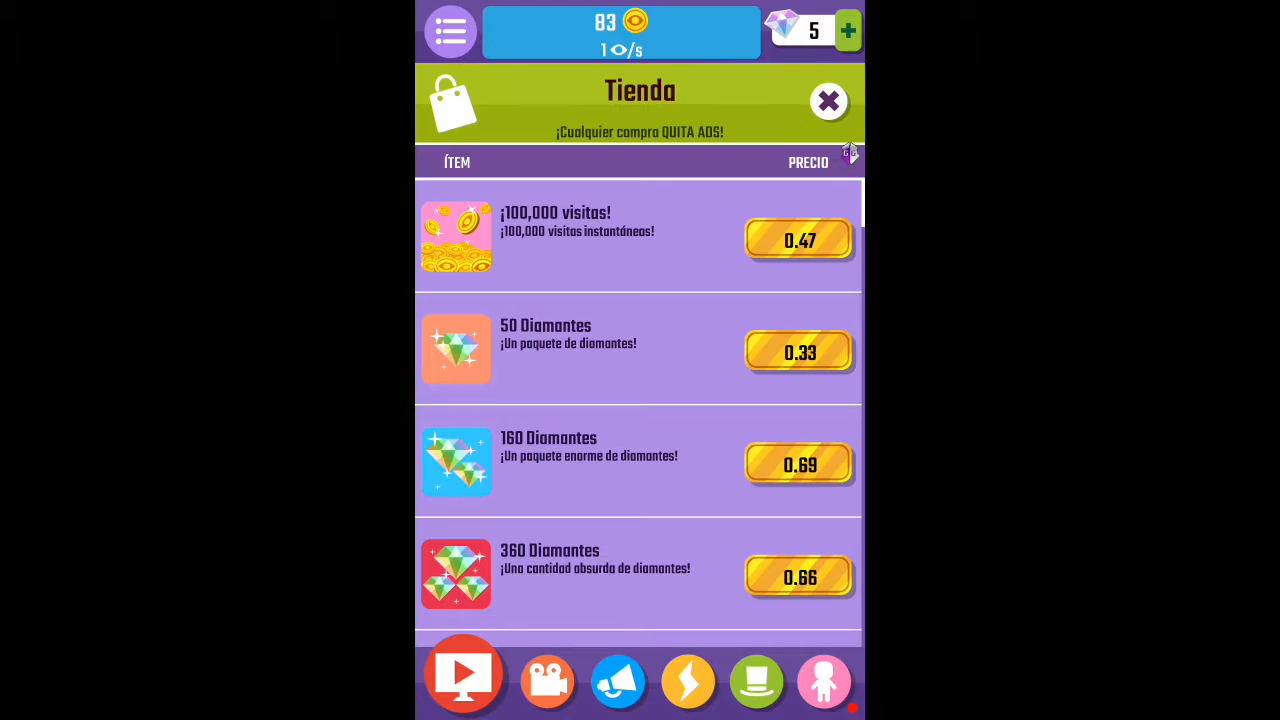 83
1 /s
5
Tienda
¡Cualquier compra QUITA ADS!
ÍTEM PRECIO
¡100,000 visitas!
¡100,000 visitas instantáneas!
0.47
50 Diamantes
¡Un paquete de diamantes!
0.33
160 Diamantes
¡Un paquete enorme de diamantes!
0.69
360 Diamantes
¡Una cantidad absurda de diamantes!
0.66